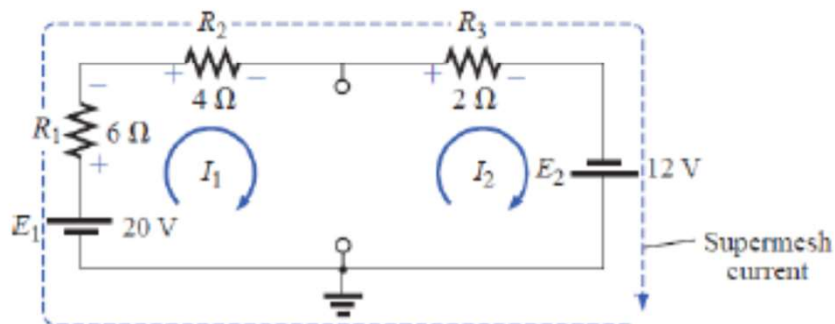 R2 R3
+ − + −
− 4 Ω 2 Ω
R1 6 Ω
+ I1 I2 E2 12 V
E1 20 V
Supermesh
current